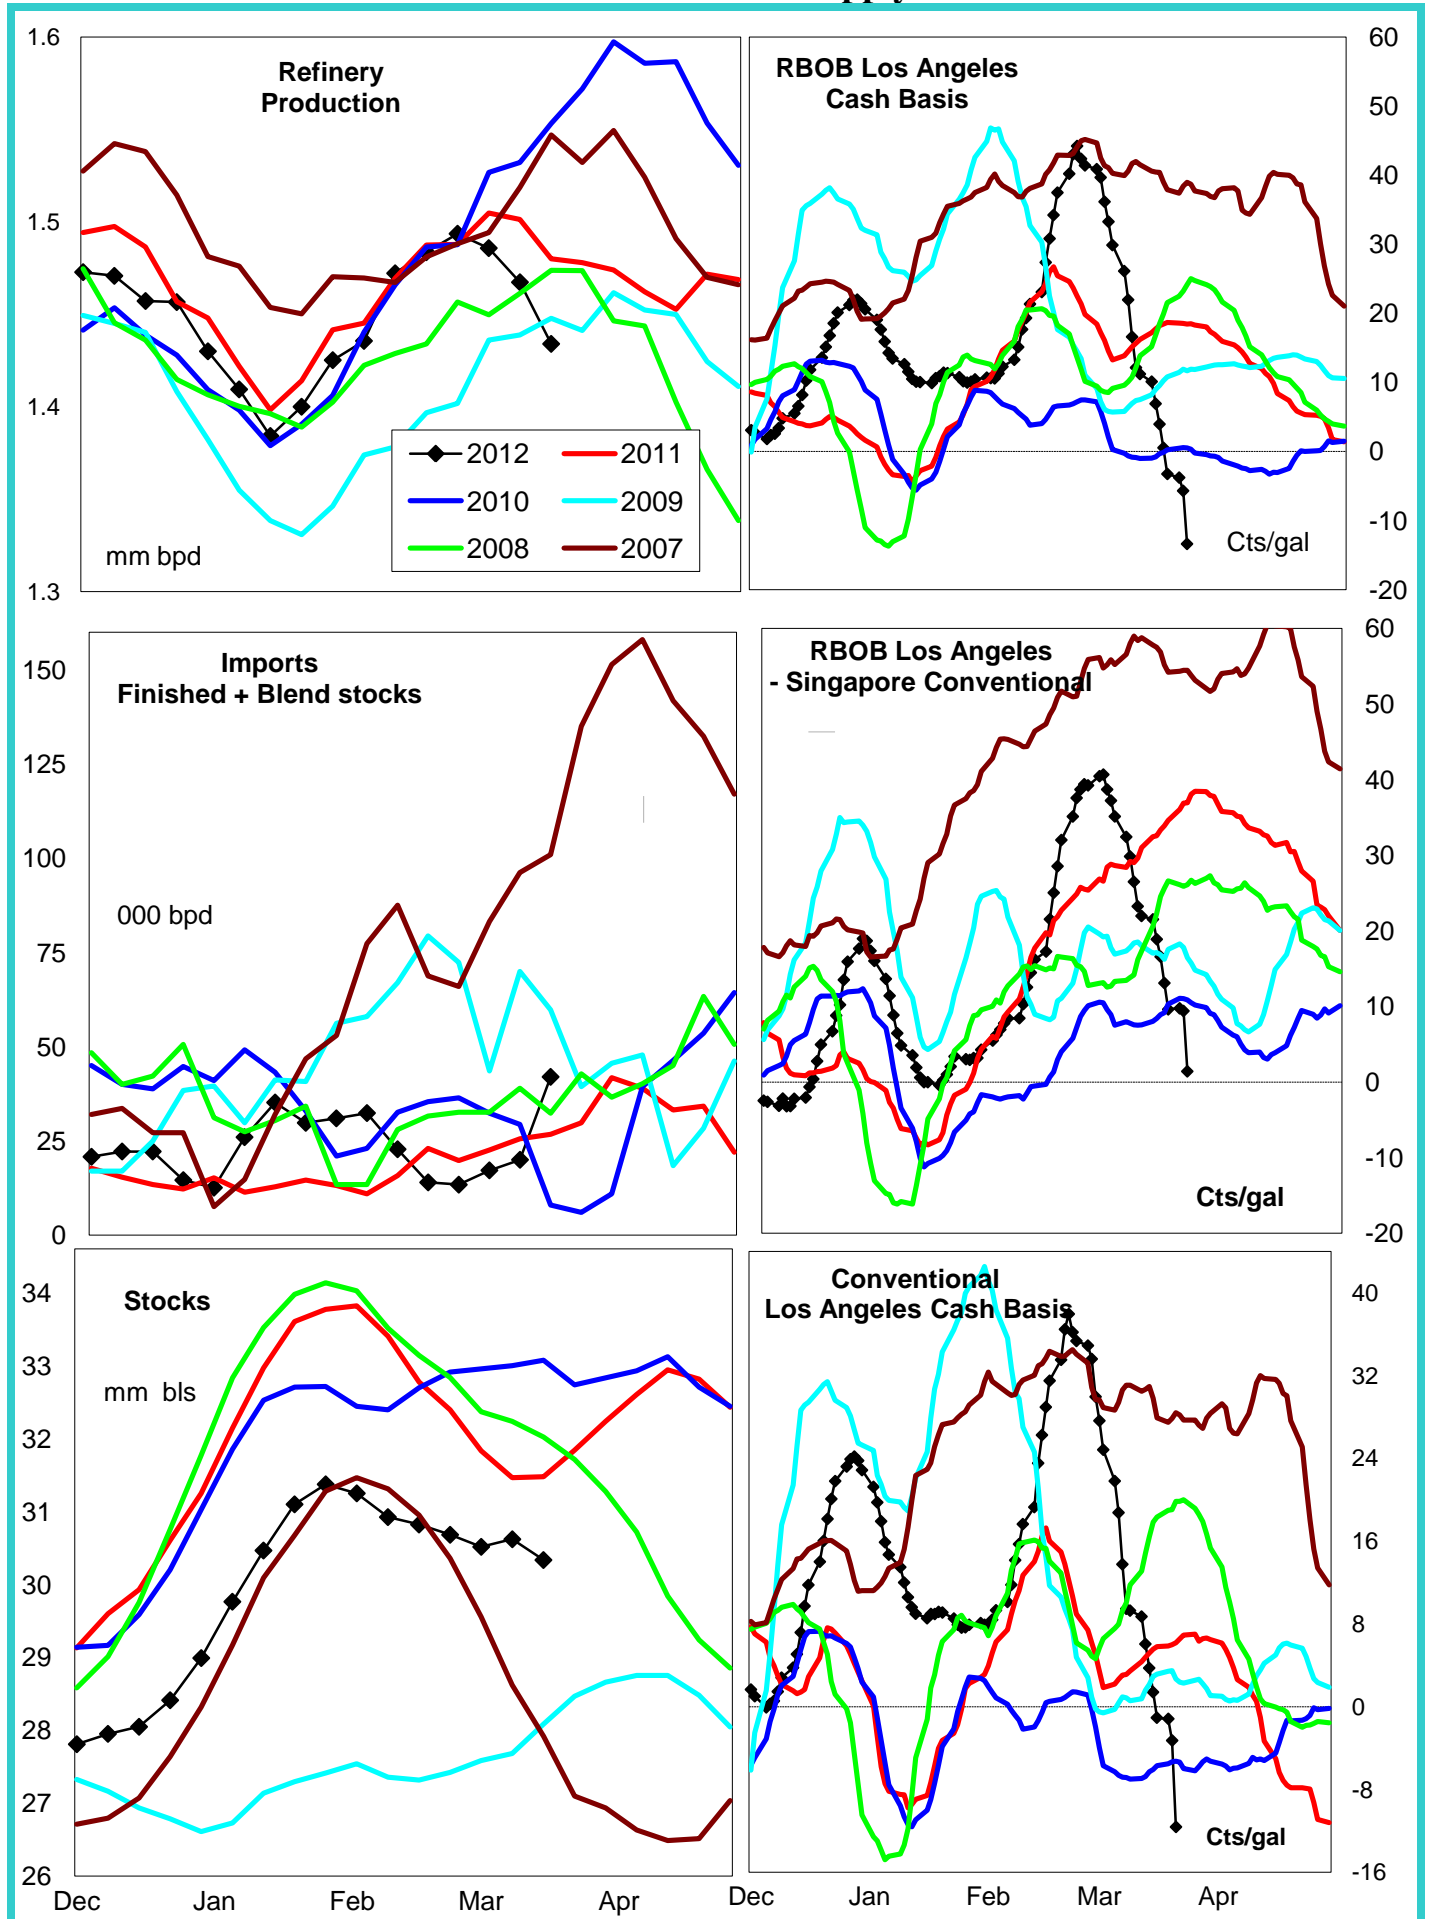 1.6
1.5
1.4
1.3
Refinery
Production
mm bpd
2012
2011
2010
2009
2008
2007
RBOB Los Angeles
Cash Basis
Cts/gal
60
50
40
30
20
10
0
-10
-20
150
125
100
75
50
25
0
Imports
Finished + Blend stocks
000 bpd
RBOB Los Angeles
- Singapore Conventional
Cts/gal
60
50
40
30
20
10
0
-10
-20
34
33
32
31
30
29
28
27
26
Stocks
mm bls
Dec
Jan
Feb
Mar
Apr
Conventional
Los Angeles Cash Basis
Cts/gal
40
32
24
16
8
0
-8
-16
Dec
Jan
Feb
Mar
Apr